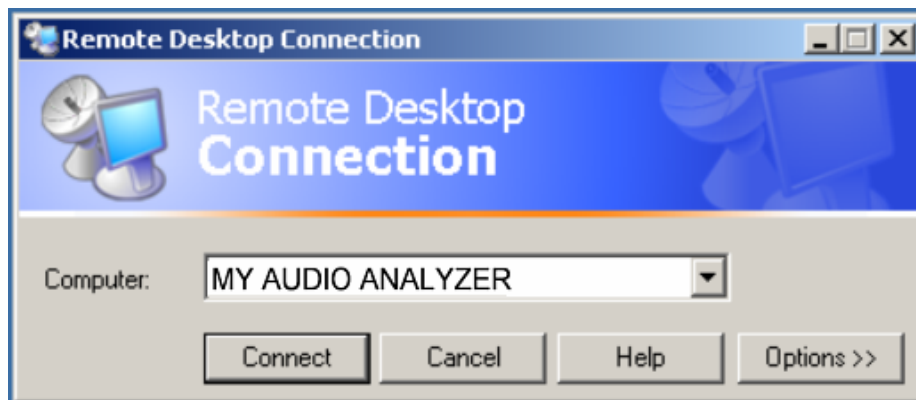 Remote Desktop Connection
Remote Desktop
Connection
Computer: MY AUDIO ANALYZER
Connect Cancel Help Options >>